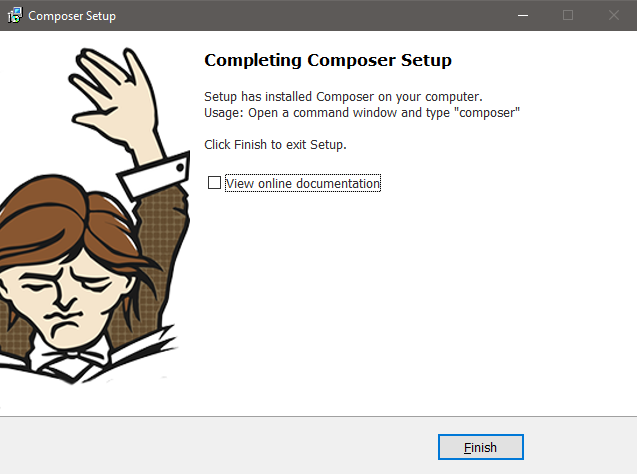 Composer Setup
Completing Composer Setup
Setup has installed Composer on your computer.
Usage: Open a command window and type "composer"
Click Finish to exit Setup.
View online documentation
Finish